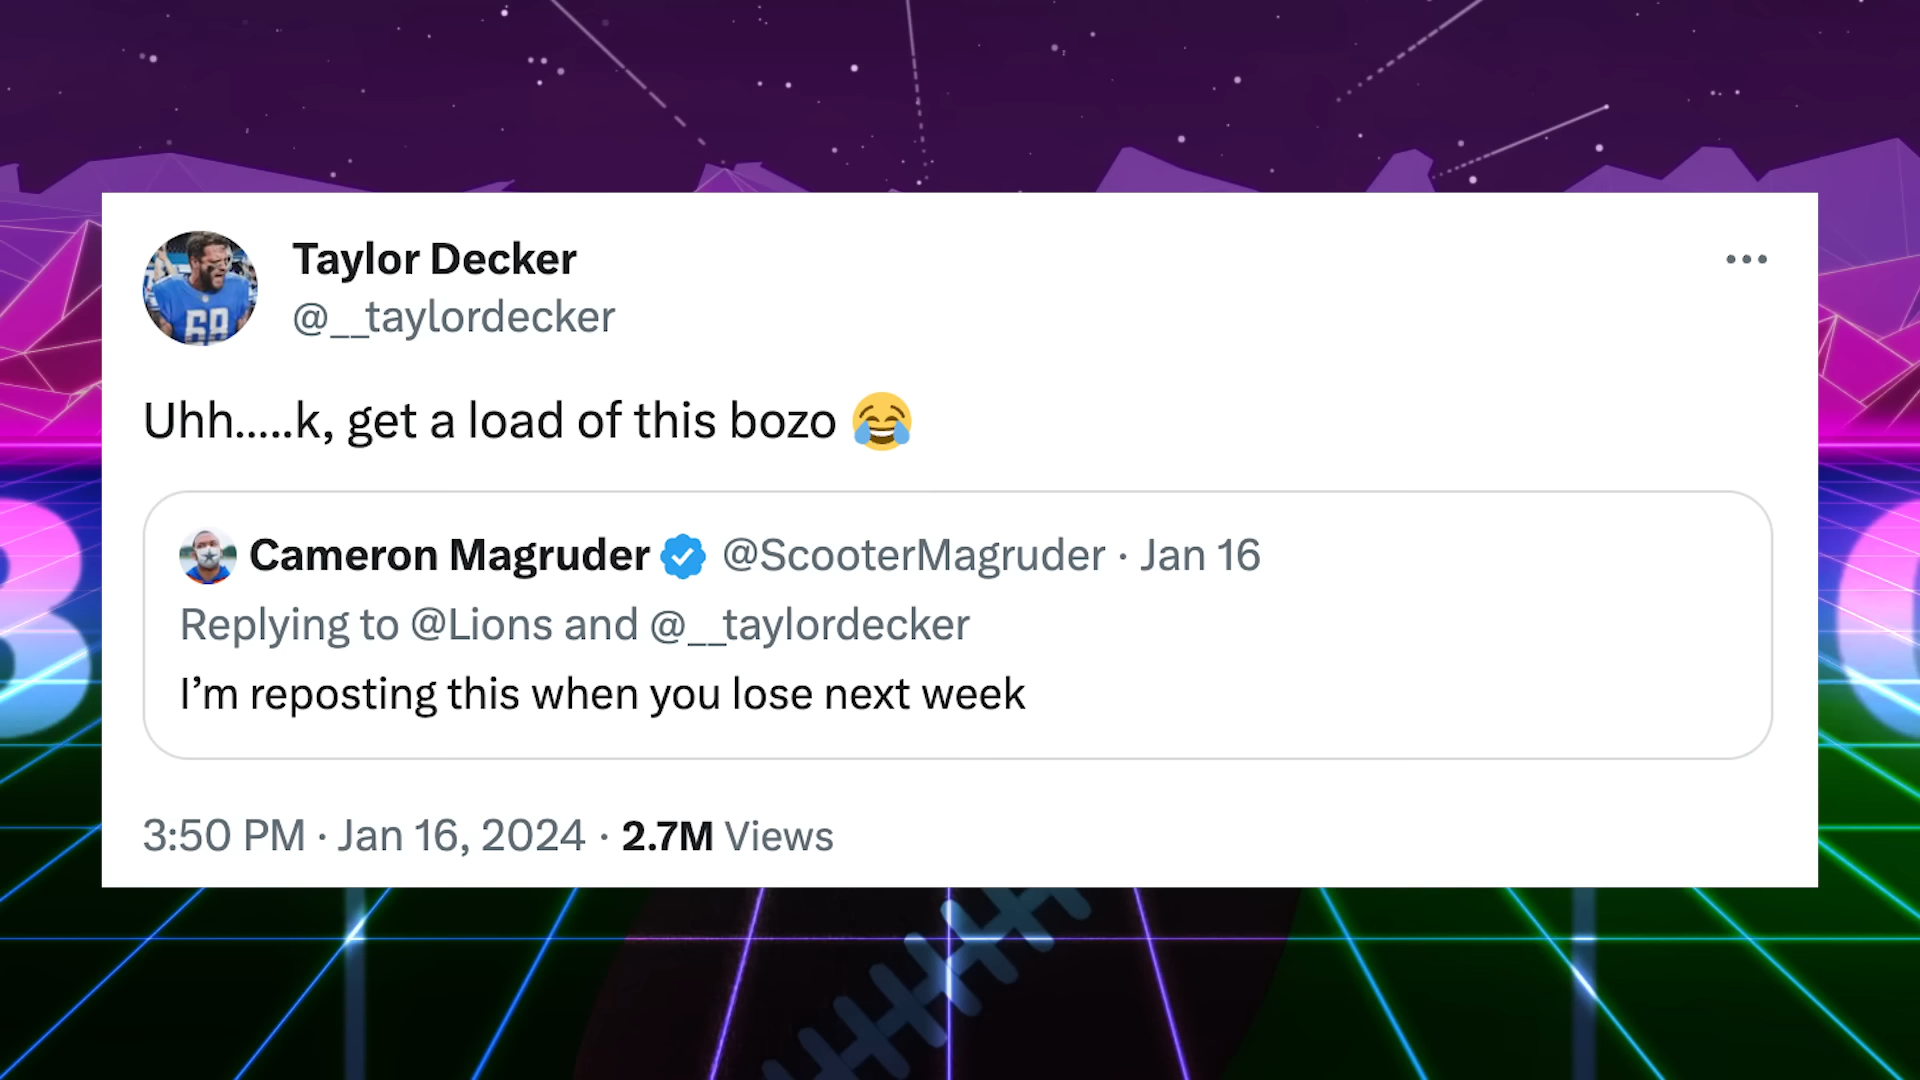 Taylor Decker
@__taylordecker
Uhh.....k, get a load of this bozo 😂
Cameron Magruder @ScooterMagruder · Jan 16
Replying to @Lions and @__taylordecker
I’m reposting this when you lose next week
3:50 PM · Jan 16, 2024 · 2.7M Views
68